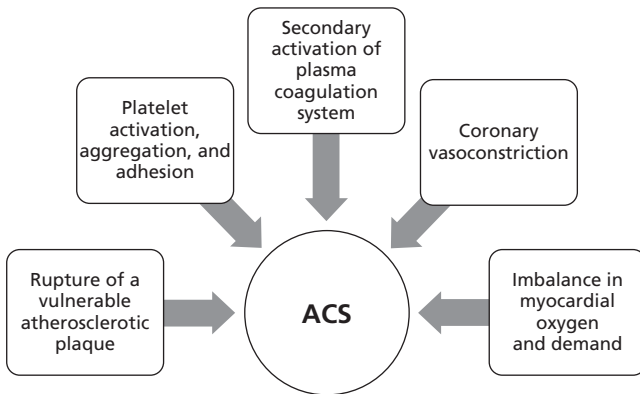 Secondary
activation of
plasma
coagulation
system
Platelet
activation,
aggregation, and
adhesion
Coronary
vasoconstriction
Rupture of a
vulnerable
atherosclerotic
plaque
ACS
Imbalance in
myocardial
oxygen
and demand